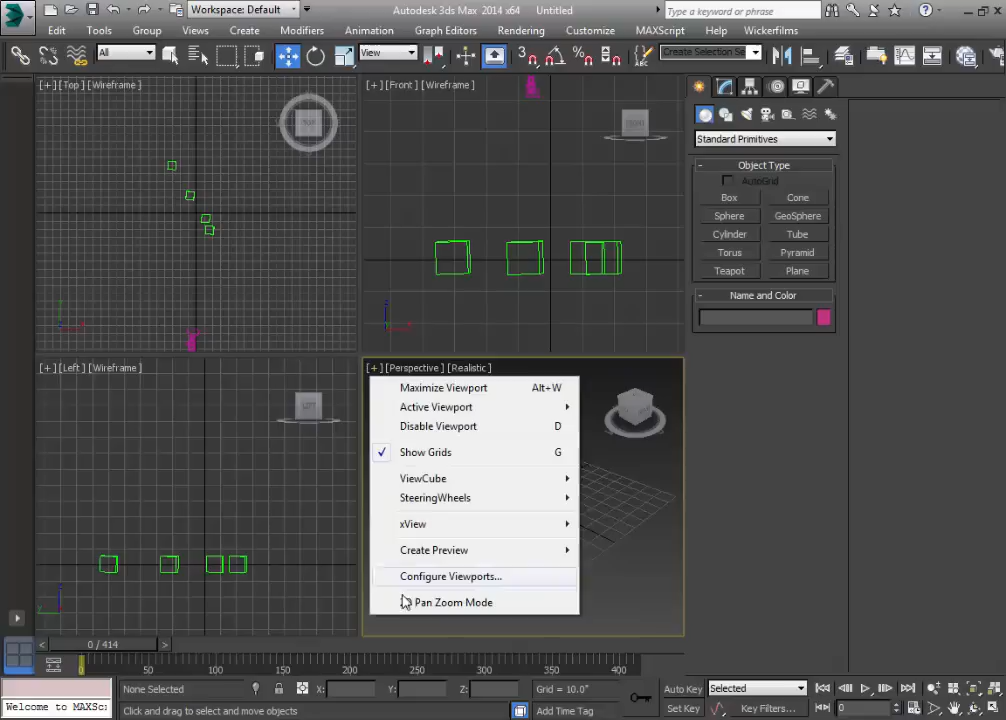 Workspace: Default
Autodesk 3ds Max 2014 x64 Untitled
Type a keyword or phrase
Edit Tools Group Views Create Modifiers Animation Graph Editors Rendering Customize MAXScript Wickerfilms
All
View
Create Selection Se
[+] [Top] [Wireframe]
TOP
[+] [Front] [Wireframe]
FRONT
Standard Primitives
- Object Type
AutoGrid
Box Cone
Sphere GeoSphere
Cylinder Tube
Torus Pyramid
Teapot Plane
- Name and Color
[+] [Left] [Wireframe]
LEFT
[+] [Perspective] [Realistic]
Maximize Viewport Alt+W
Active Viewport
Disable Viewport D
Show Grids G
ViewCube
SteeringWheels
xView
Create Preview
Configure Viewports...
Pan Zoom Mode
< 0 / 414 >
0 50 100 150 200 250 300 350 400
None Selected X: Y: Z: Grid = 10.0" Auto Key Selected
Welcome to MAXSc: Click and drag to select and move objects Add Time Tag Set Key Key Filters... 0